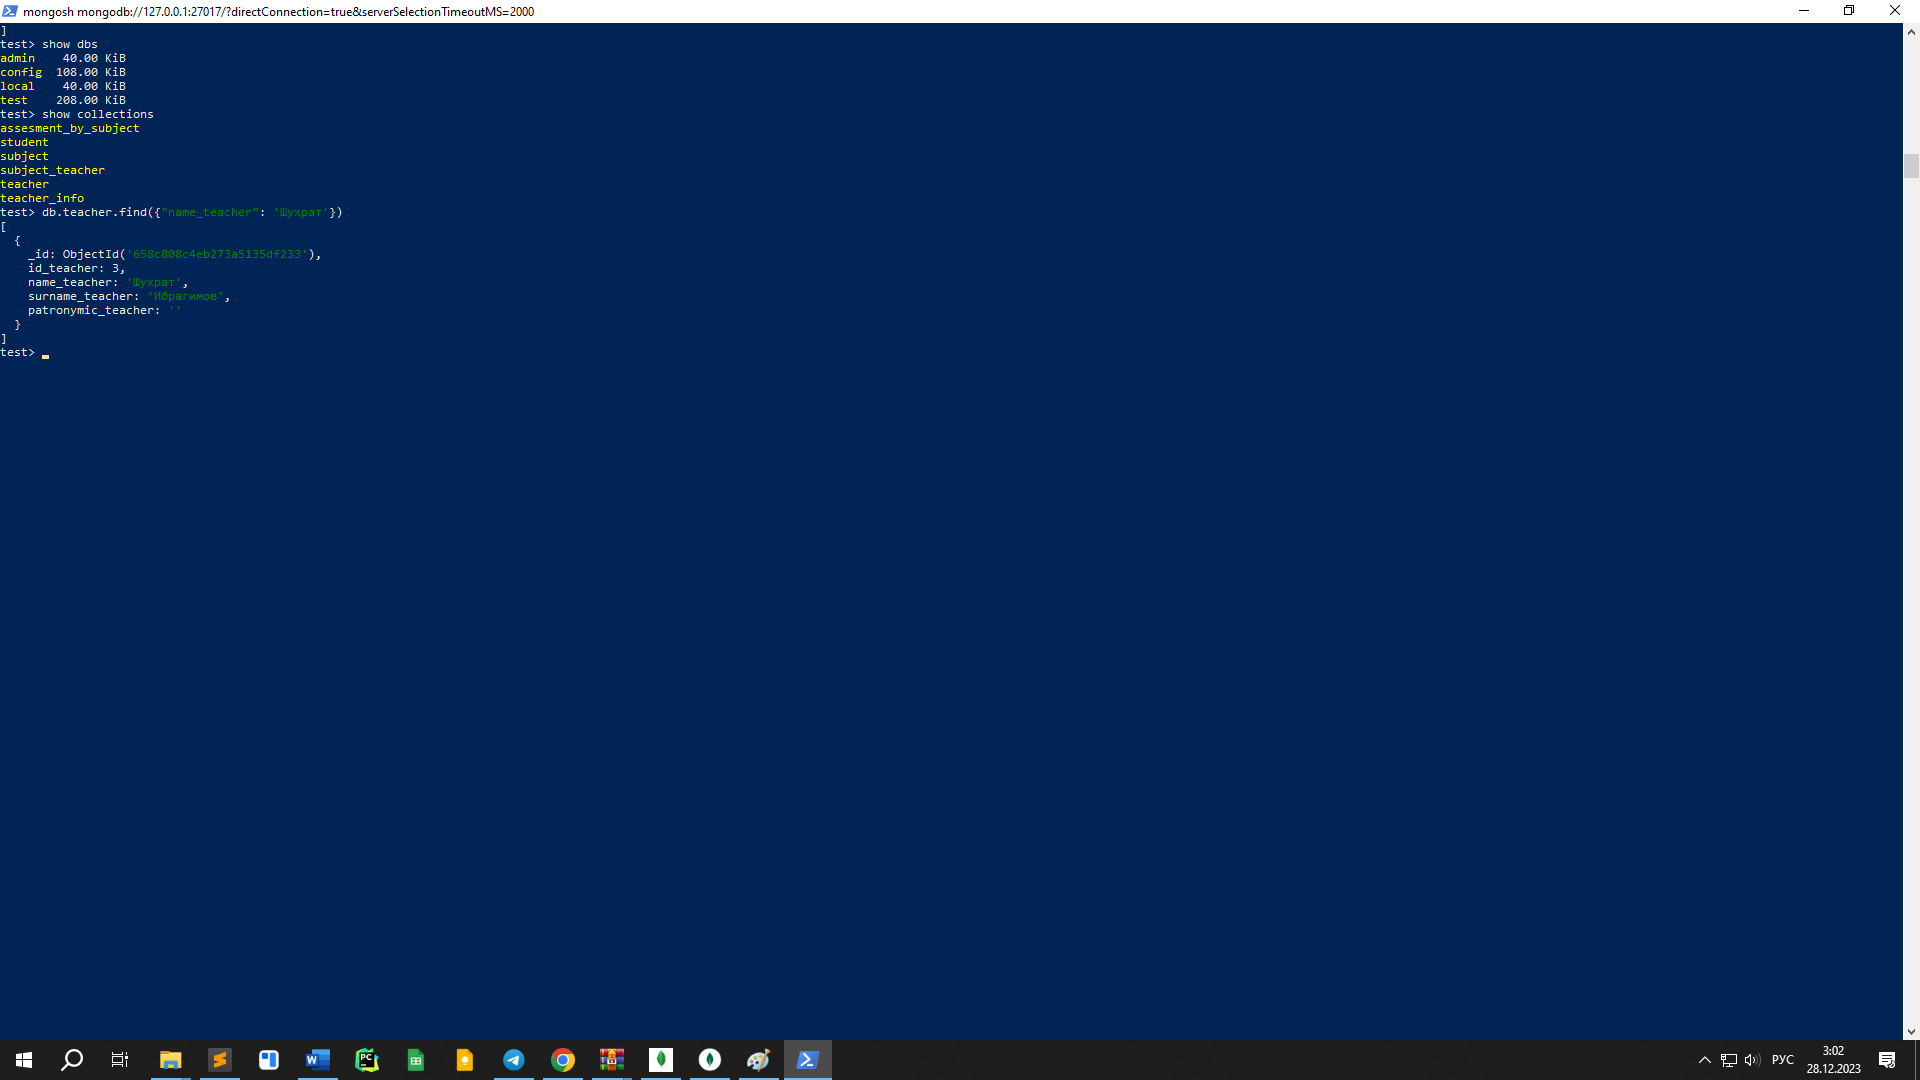 mongosh mongodb://127.0.0.1:27017/?directConnection=true&serverSelectionTimeoutMS=2000
]
test> show dbs
admin    40.00 KiB
config  108.00 KiB
local    40.00 KiB
test    208.00 KiB
test> show collections
assesment_by_subject
student
subject
subject_teacher
teacher
teacher_info
test> db.teacher.find({"name_teacher": 'Шухрат'})
[
  {
    _id: ObjectId('658c808c4eb273a5135df233'),
    id_teacher: 3,
    name_teacher: 'Шухрат',
    surname_teacher: 'Ибрагимов',
    patronymic_teacher: ''
  }
]
test>
W
PC
РУС
3:02
28.12.2023